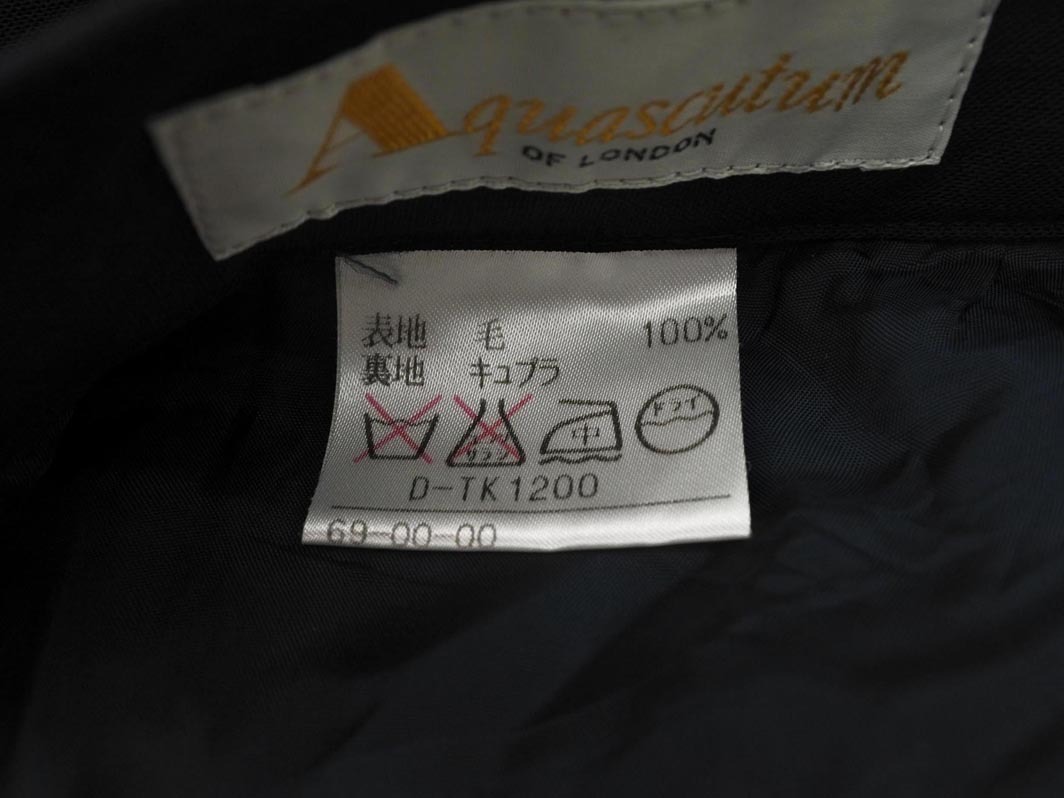 Aquascutum
OF LONDON
表地 毛 100%
裏地 キュプラ
中 ドライ
D-TK1200
69-00-00